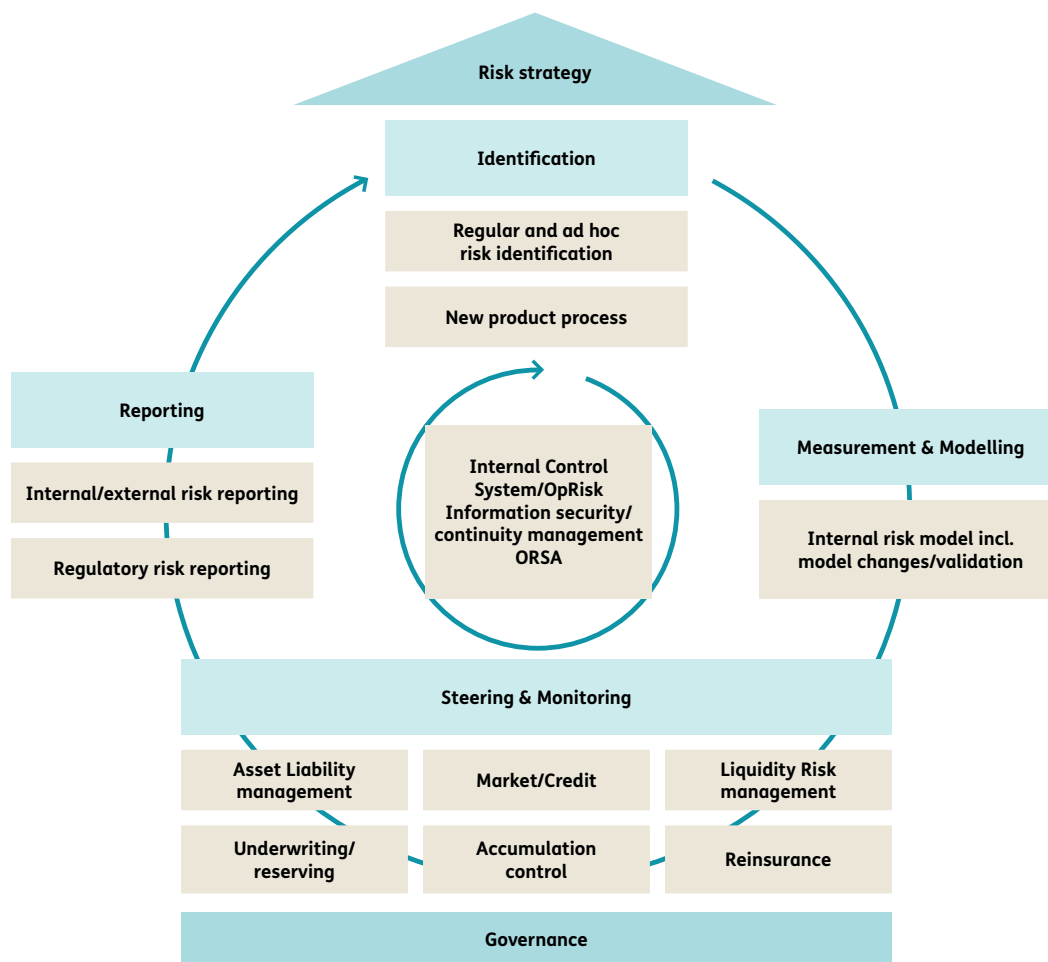 Risk strategy
Identification
Regular and ad hoc
risk identification
New product process
Reporting
Internal/external risk reporting
Regulatory risk reporting
Internal Control
System/OpRisk
Information security/
continuity management
ORSA
Measurement & Modelling
Internal risk model incl.
model changes/validation
Steering & Monitoring
Asset Liability
management
Market/Credit
Liquidity Risk
management
Underwriting/
reserving
Accumulation
control
Reinsurance
Governance